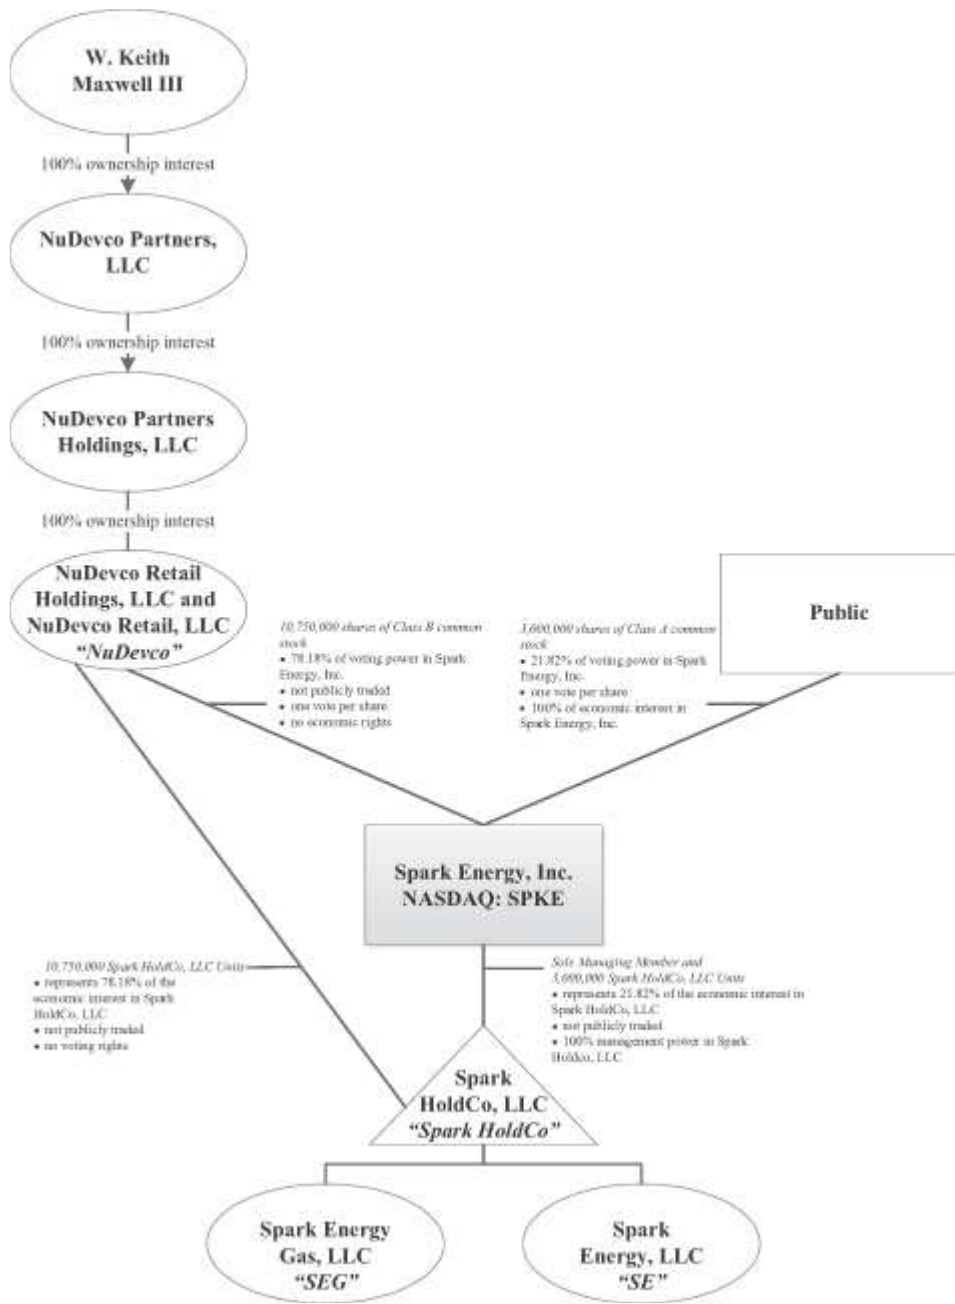 W. Keith
Maxwell III
100% ownership interest
NuDevco Partners,
LLC
100% ownership interest
NuDevco Partners
Holdings, LLC
100% ownership interest
NuDevco Retail
Holdings, LLC and
NuDevco Retail, LLC
“NuDevco”
10,750,000 shares of Class B common
stock
• 78.18% of voting power in Spark
Energy, Inc.
• not publicly traded
• one vote per share
• no economic rights
3,000,000 shares of Class A common
stock
• 21.82% of voting power in Spark
Energy, Inc.
• one vote per share
• 100% of economic interest in
Spark Energy, Inc.
Public
Spark Energy, Inc.
NASDAQ: SPKE
10,750,000 Spark HoldCo, LLC Units
• represents 78.18% of the
economic interest in Spark
HoldCo, LLC
• not publicly traded
• no voting rights
Sole Managing Member and
3,000,000 Spark HoldCo, LLC Units
• represents 21.82% of the economic interest in
Spark HoldCo, LLC
• not publicly traded
• 100% management power in Spark
Holdco, LLC
Spark
HoldCo, LLC
“Spark HoldCo”
Spark Energy
Gas, LLC
“SEG”
Spark
Energy, LLC
“SE”